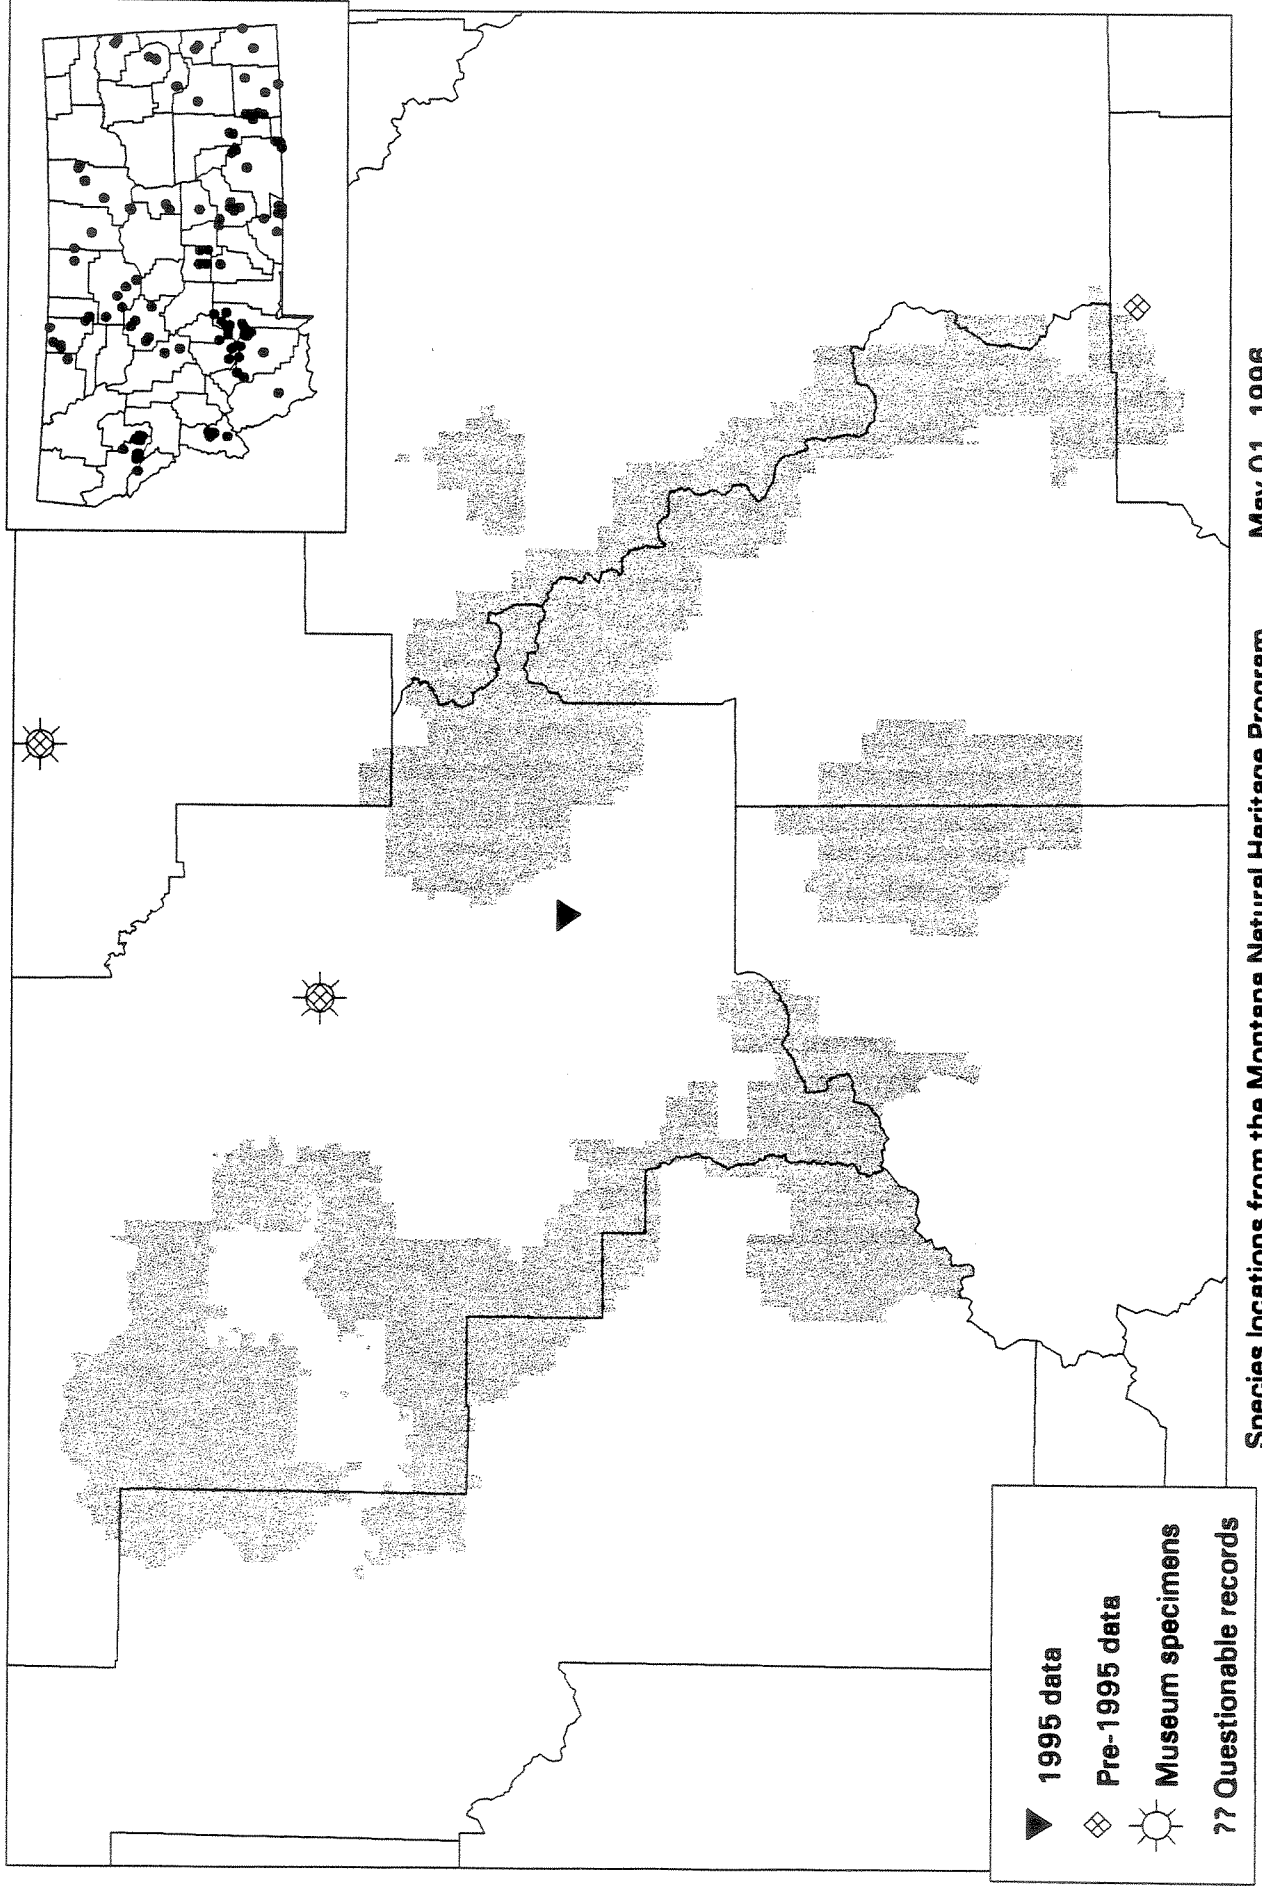 1995 data
Pre-1995 data
Museum specimens
?? Questionable records
Species locations from the Montana Natural Heritage Program May 01, 1996